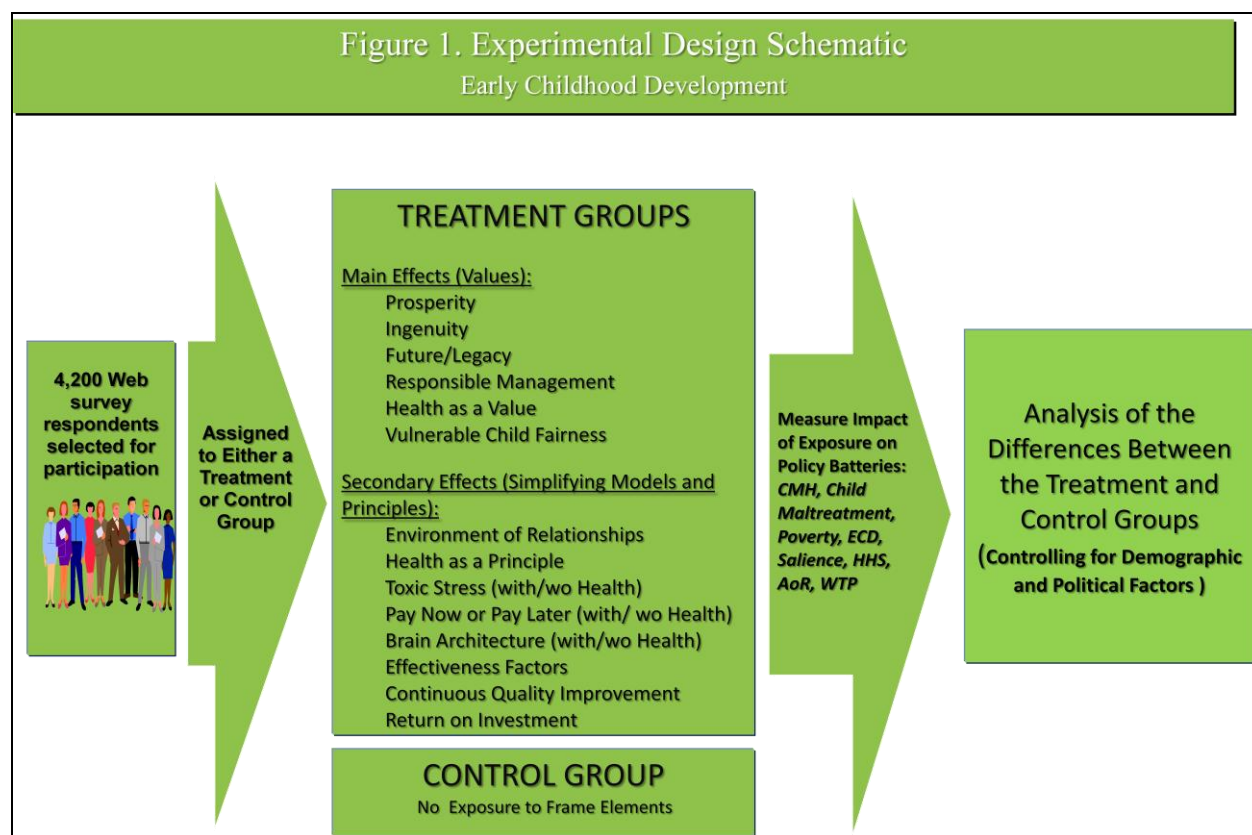 Figure 1. Experimental Design Schematic
Early Childhood Development
4,200 Web
survey
respondents
selected for
participation
Assigned
to Either a
Treatment
or Control
Group
TREATMENT GROUPS
Main Effects (Values):
Prosperity
Ingenuity
Future/Legacy
Responsible Management
Health as a Value
Vulnerable Child Fairness
Secondary Effects (Simplifying Models and
Principles):
Environment of Relationships
Health as a Principle
Toxic Stress (with/wo Health)
Pay Now or Pay Later (with/ wo Health)
Brain Architecture (with/wo Health)
Effectiveness Factors
Continuous Quality Improvement
Return on Investment
CONTROL GROUP
No Exposure to Frame Elements
Measure Impact
of Exposure on
Policy Batteries:
CMH, Child
Maltreatment,
Poverty, ECD,
Salience, HHS,
AoR, WTP
Analysis of the
Differences Between
the Treatment and
Control Groups
(Controlling for Demographic
and Political Factors )